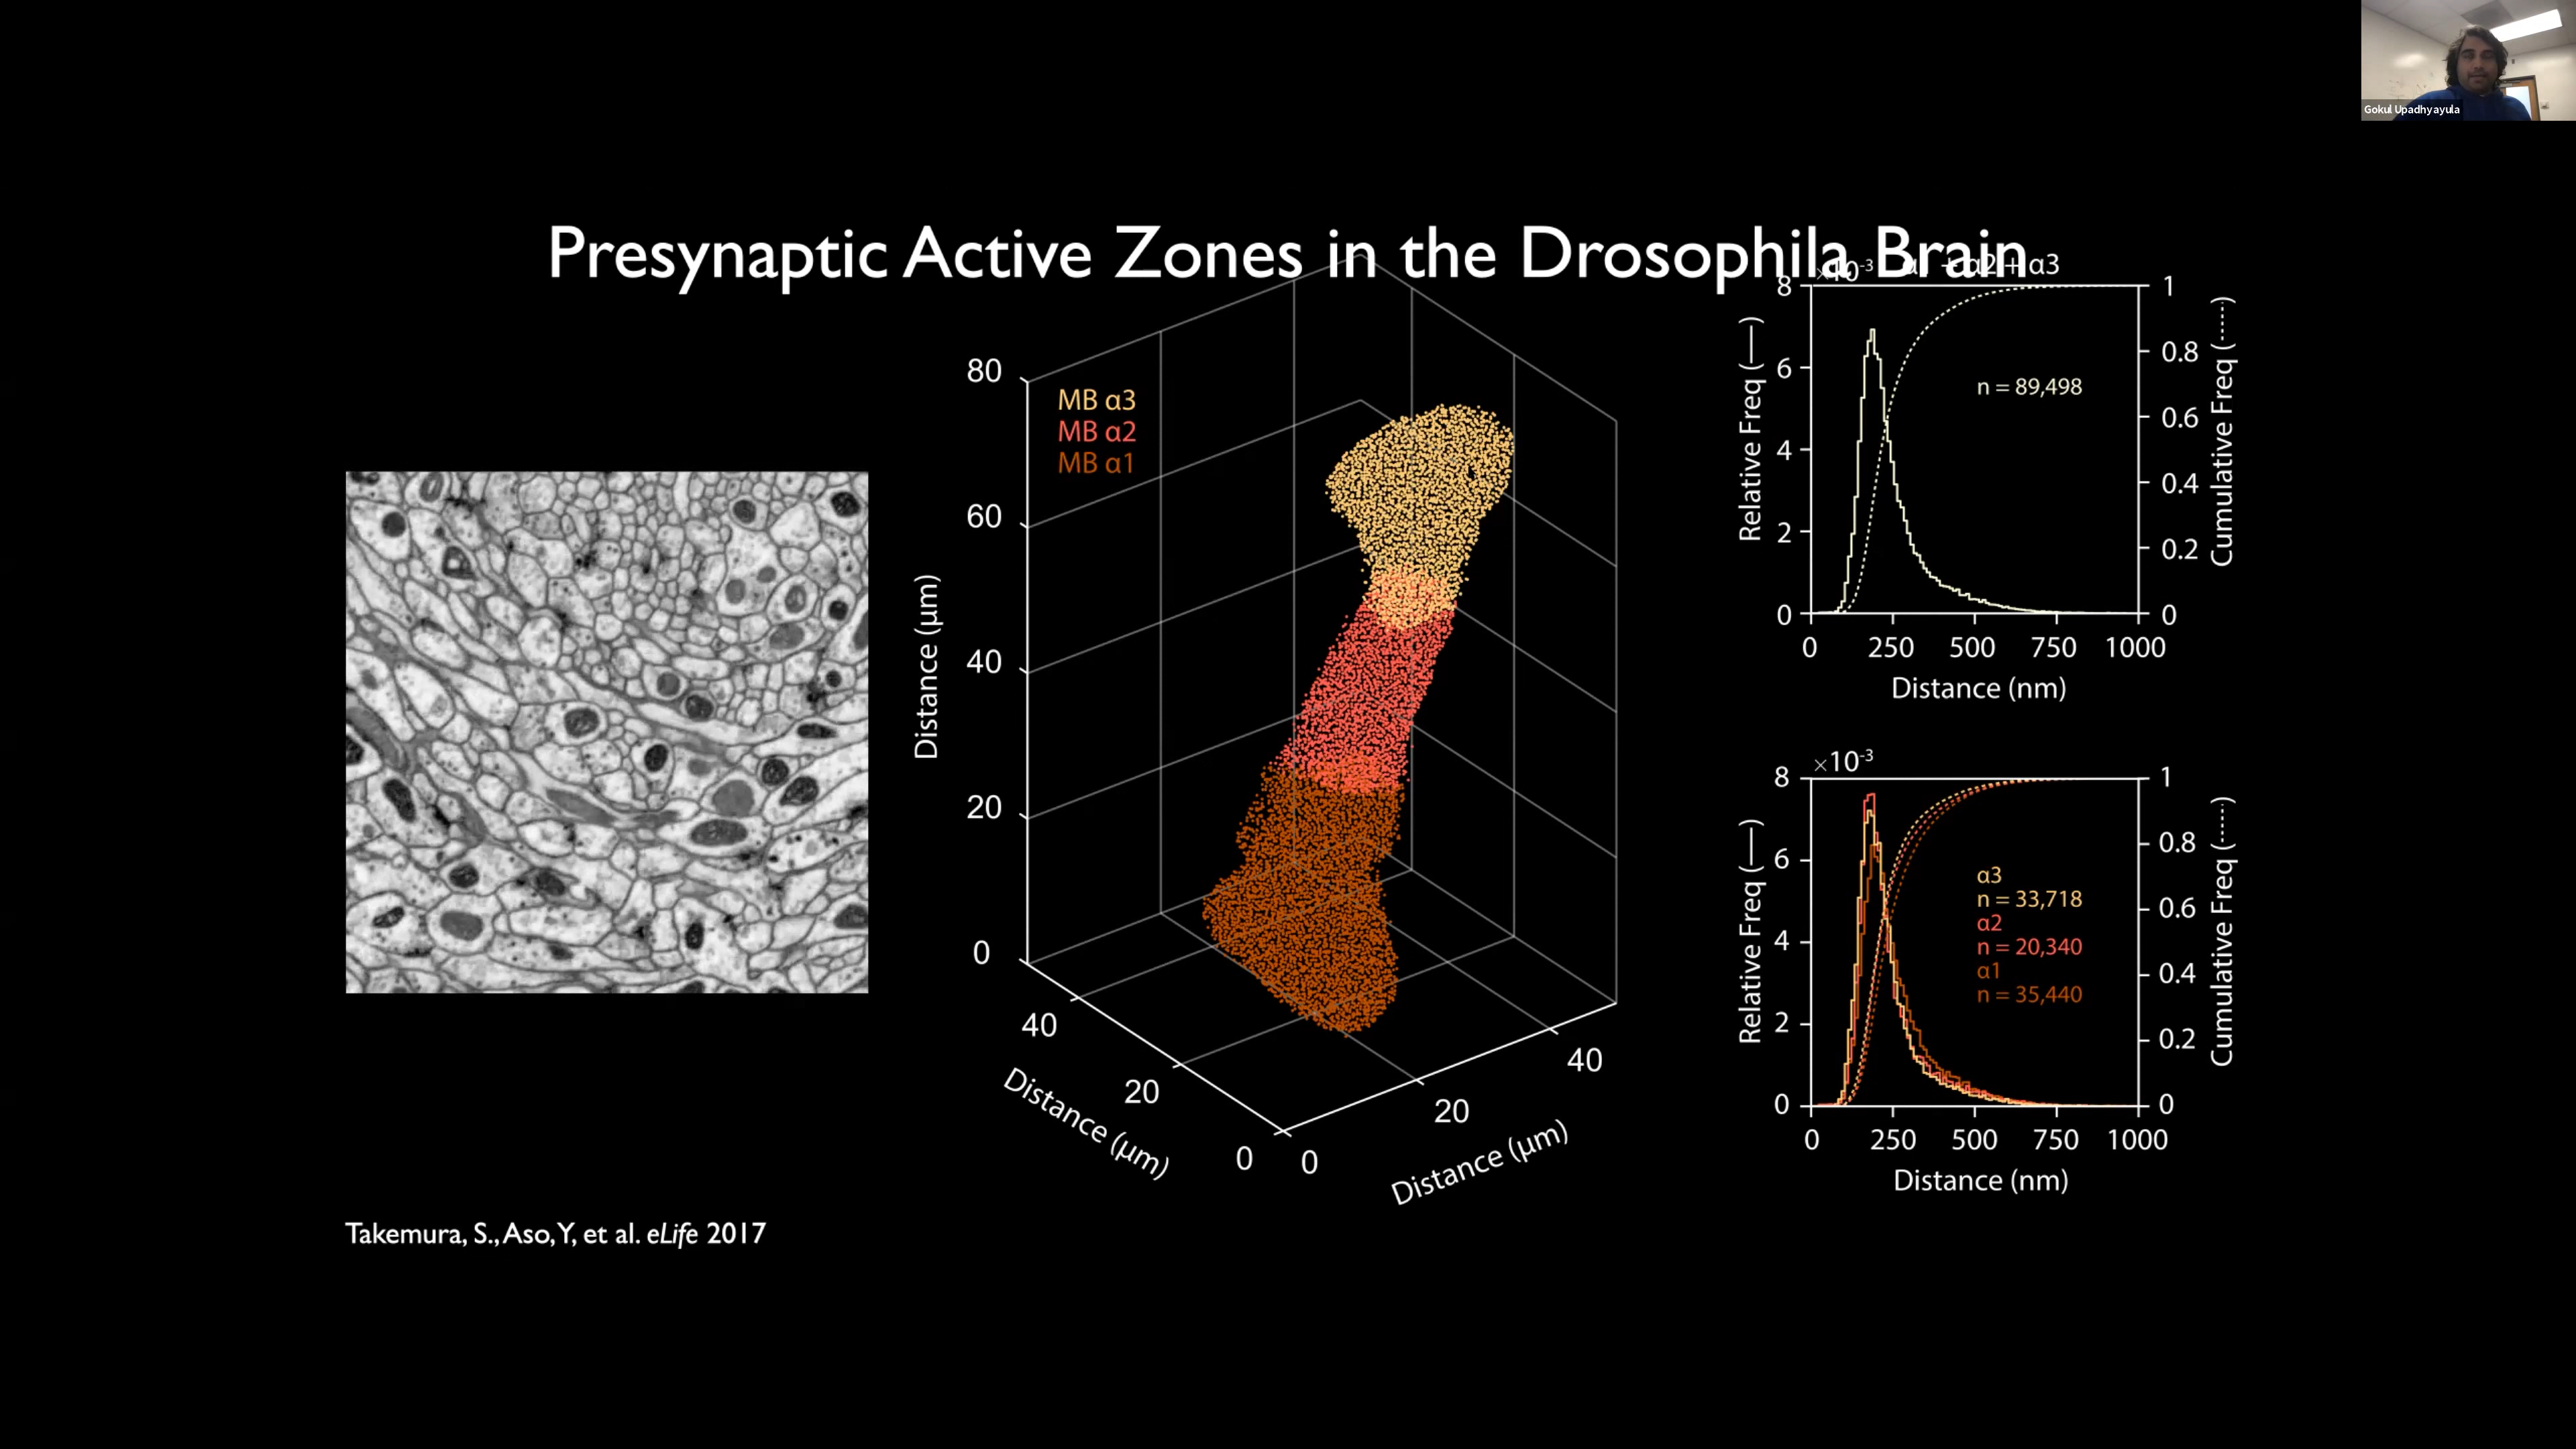 Gokul Upadhyayula
Presynaptic Active Zones in the Drosophila Brain
MB α3
MB α2
MB α1
80
60
40
20
0
Distance (μm)
40
20
0
Distance (μm)
0
20
40
Distance (μm)
×10-3
α1 + α2 + α3
8
6
4
2
0
Relative Freq (—)
n = 89,498
1
0.8
0.6
0.4
0.2
0
Cumulative Freq (-----)
0 250 500 750 1000
Distance (nm)
×10-3
8
6
4
2
0
Relative Freq (—)
α3
n = 33,718
α2
n = 20,340
α1
n = 35,440
1
0.8
0.6
0.4
0.2
0
Cumulative Freq (-----)
0 250 500 750 1000
Distance (nm)
Takemura, S., Aso, Y, et al. eLife 2017